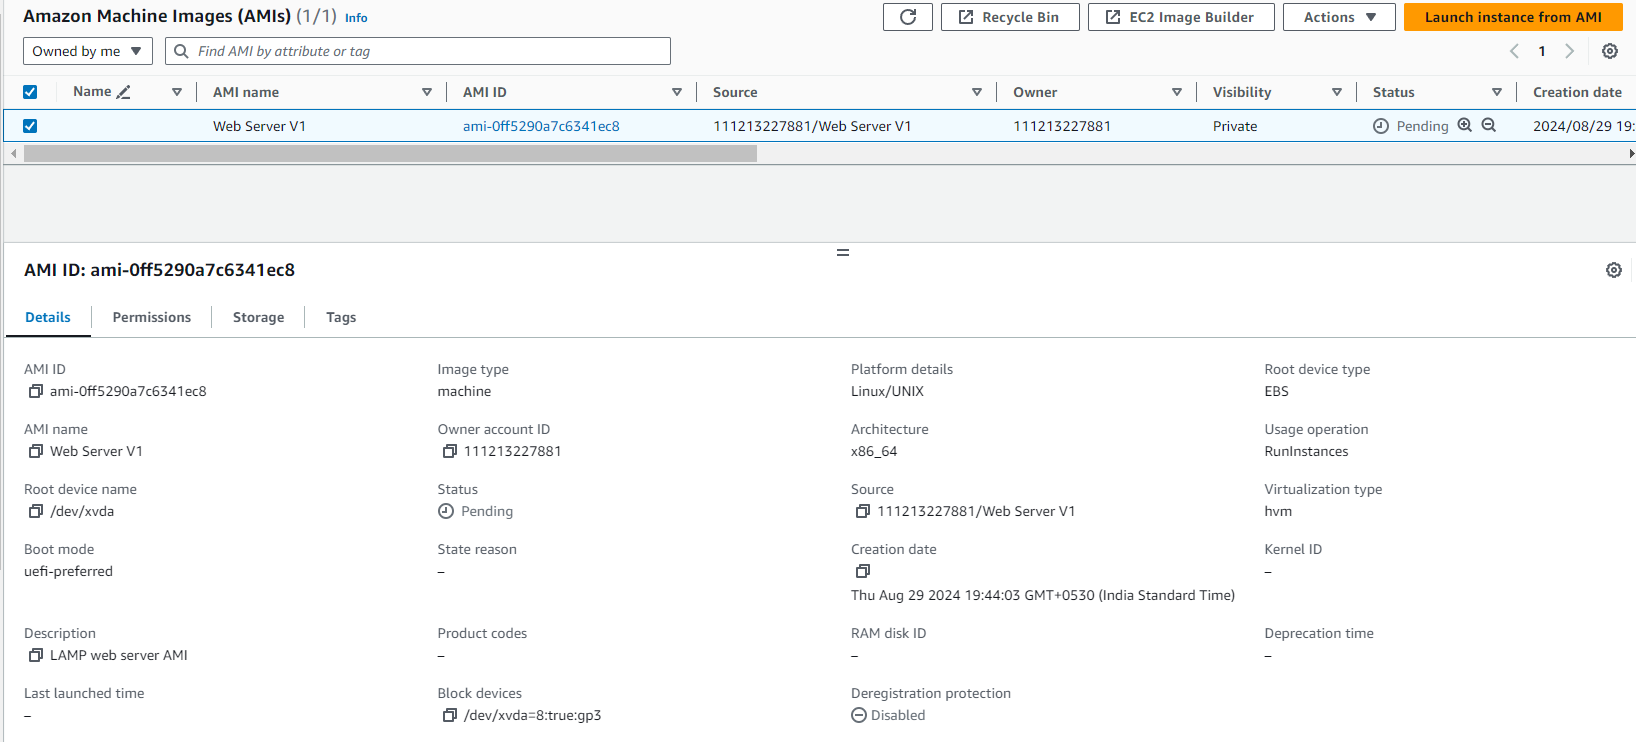 Amazon Machine Images (AMIs) (1/1) Info
Recycle Bin
EC2 Image Builder
Actions
Launch instance from AMI
Owned by me
Find AMI by attribute or tag
1
Name AMI name AMI ID Source Owner Visibility Status Creation date
Web Server V1 ami-0ff5290a7c6341ec8 111213227881/Web Server V1 111213227881 Private Pending 2024/08/29 19:
AMI ID: ami-0ff5290a7c6341ec8
Details Permissions Storage Tags
AMI ID Image type Platform details Root device type
ami-0ff5290a7c6341ec8 machine Linux/UNIX EBS
AMI name Owner account ID Architecture Usage operation
Web Server V1 111213227881 x86_64 RunInstances
Root device name Status Source Virtualization type
/dev/xvda Pending 111213227881/Web Server V1 hvm
Boot mode State reason Creation date Kernel ID
uefi-preferred – –
Thu Aug 29 2024 19:44:03 GMT+0530 (India Standard Time)
Description Product codes RAM disk ID Deprecation time
LAMP web server AMI – – –
Last launched time Block devices Deregistration protection
– /dev/xvda=8:true:gp3 Disabled